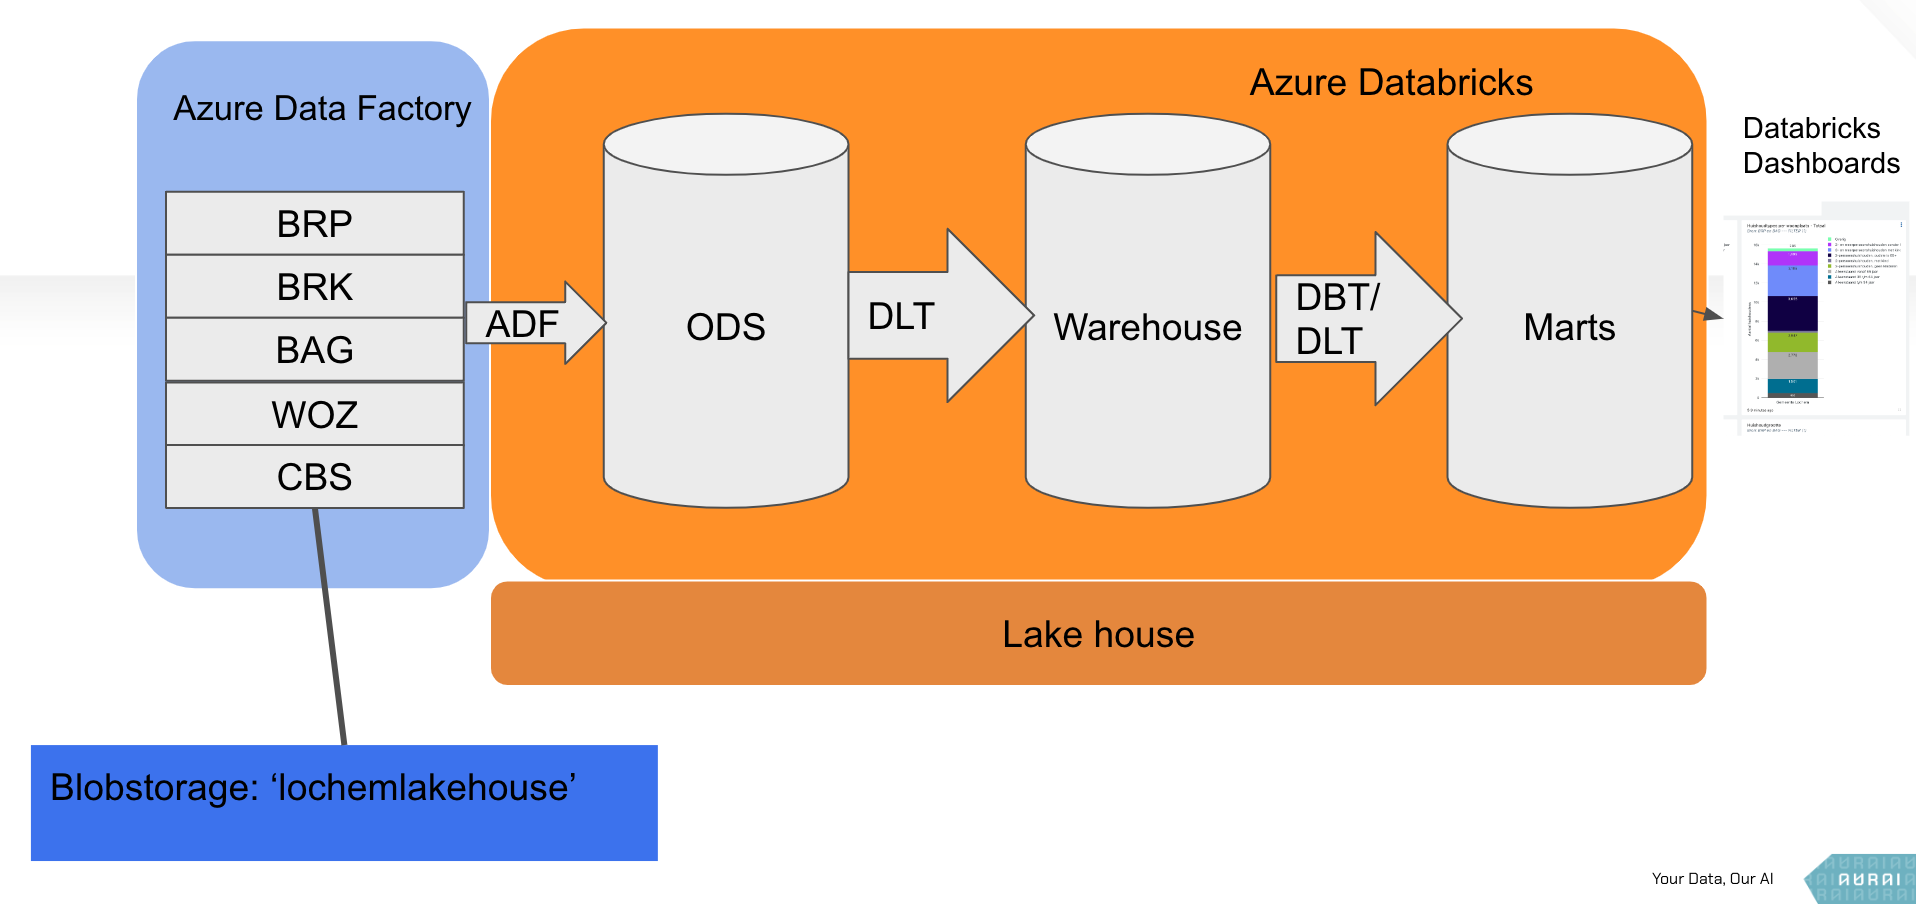 Azure Data Factory
BRP
BRK
BAG
WOZ
CBS
ADF
Azure Databricks
ODS
DLT
Warehouse
DBT/
DLT
Marts
Databricks
Dashboards
Lake house
Blobstorage: ‘lochemlakehouse’
Your Data, Our AI
AURAI